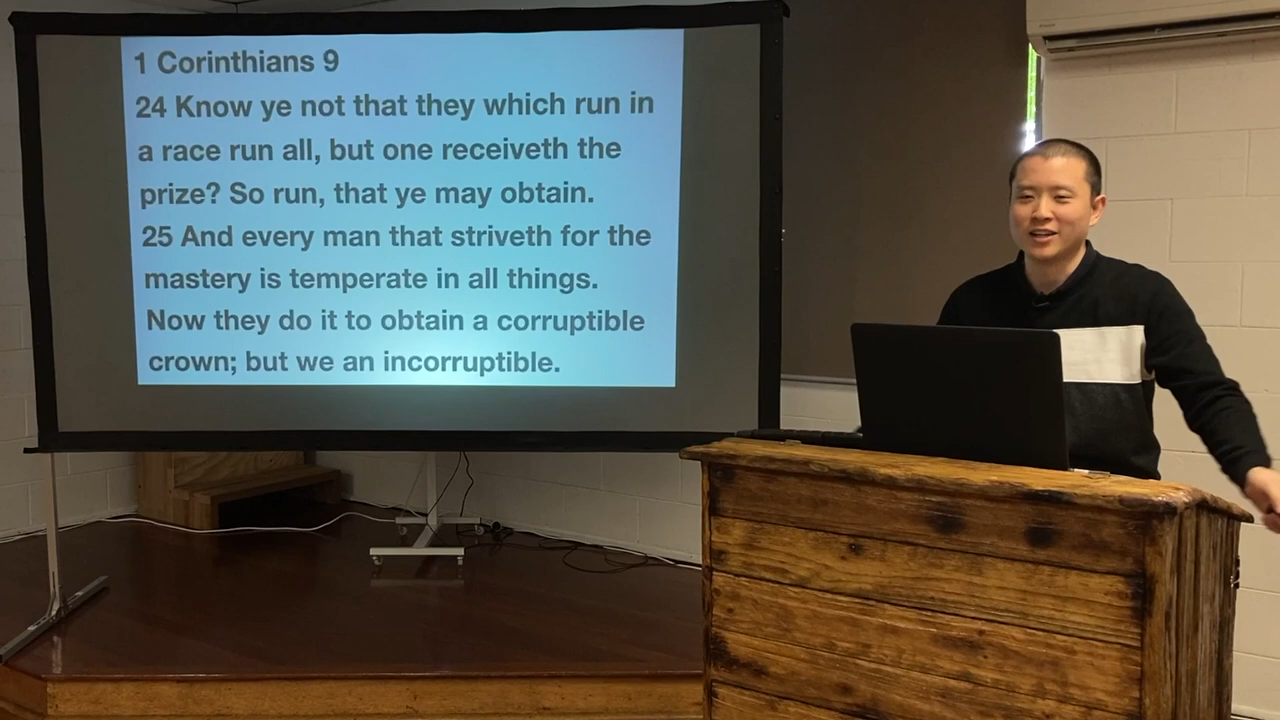 1 Corinthians 9
24 Know ye not that they which run in
a race run all, but one receiveth the
prize? So run, that ye may obtain.
25 And every man that striveth for the
mastery is temperate in all things.
Now they do it to obtain a corruptible
crown; but we an incorruptible.